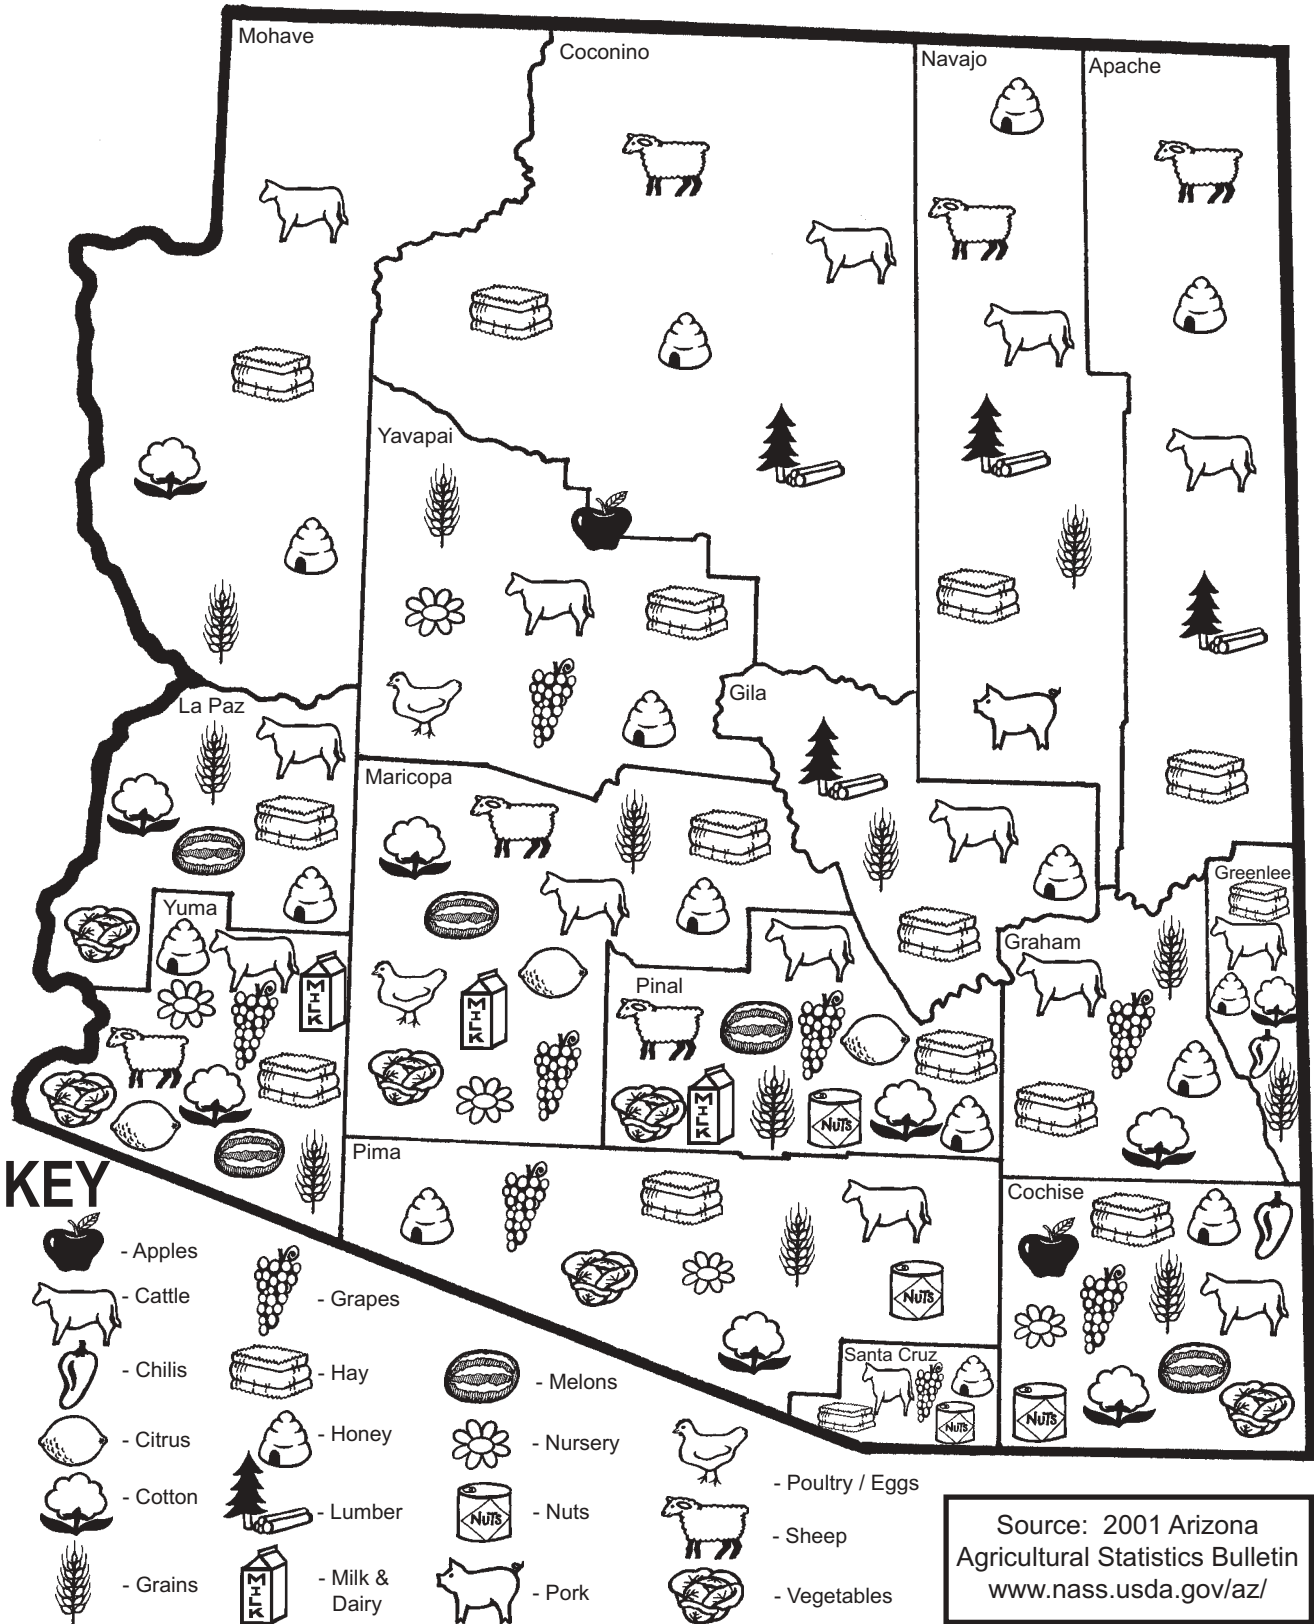 Mohave
Coconino
Navajo
Apache
Yavapai
La Paz
Gila
Maricopa
Greenlee
Yuma
Graham
MILK
Pinal
MILK
MILK
NUTS
Pima
KEY
Cochise
NUTS
Santa Cruz
NUTS
NUTS
- Apples
- Cattle
- Chilis
- Citrus
- Cotton
- Grains
- Grapes
- Hay
- Honey
- Lumber
MILK
- Milk &
Dairy
- Melons
- Nursery
NUTS
- Nuts
- Pork
- Poultry / Eggs
- Sheep
- Vegetables
Source: 2001 Arizona
Agricultural Statistics Bulletin
www.nass.usda.gov/az/